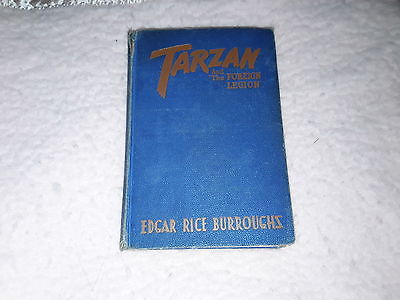 TARZAN
And
The FOREIGN
LEGION
EDGAR RICE BURROUGHS